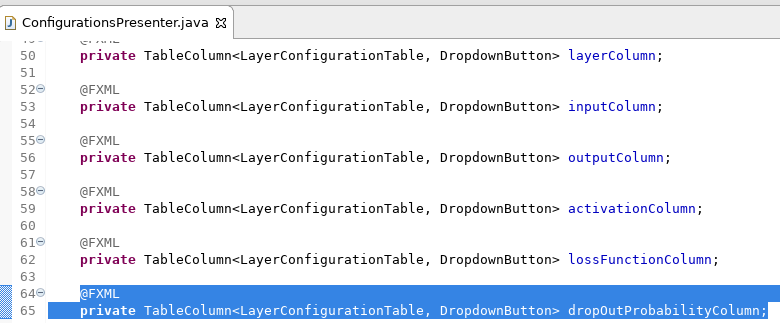 ConfigurationsPresenter.java
@FXML
50 private TableColumn<LayerConfigurationTable, DropdownButton> layerColumn;
51
52 @FXML
53 private TableColumn<LayerConfigurationTable, DropdownButton> inputColumn;
54
55 @FXML
56 private TableColumn<LayerConfigurationTable, DropdownButton> outputColumn;
57
58 @FXML
59 private TableColumn<LayerConfigurationTable, DropdownButton> activationColumn;
60
61 @FXML
62 private TableColumn<LayerConfigurationTable, DropdownButton> lossFunctionColumn;
63
64 @FXML
65 private TableColumn<LayerConfigurationTable, DropdownButton> dropOutProbabilityColumn;